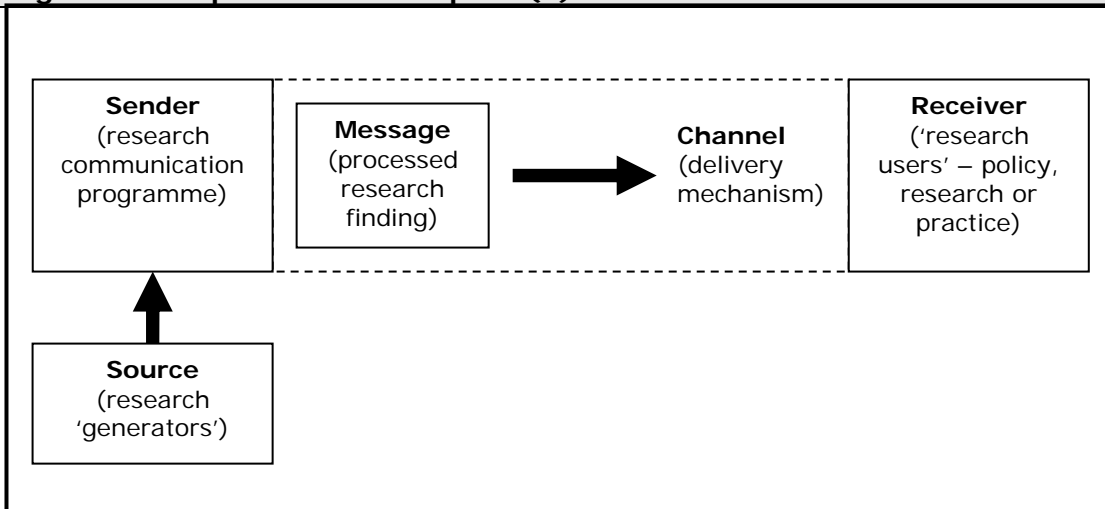 Sender
(research
communication
programme)
Message
(processed
research
finding)
Channel
(delivery
mechanism)
Receiver
(‘research
users’ – policy,
research or
practice)
Source
(research
‘generators’)